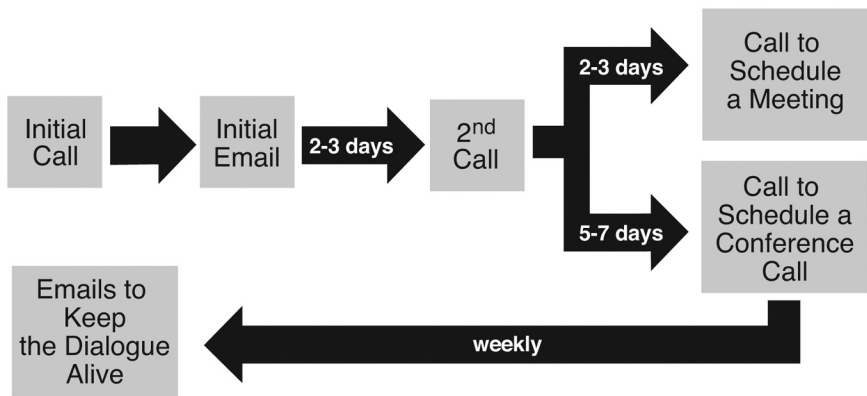 Initial
Call
Initial
Email
2-3 days
2nd
Call
2-3 days
Call to
Schedule
a Meeting
5-7 days
Call to
Schedule a
Conference
Call
weekly
Emails to
Keep
the Dialogue
Alive